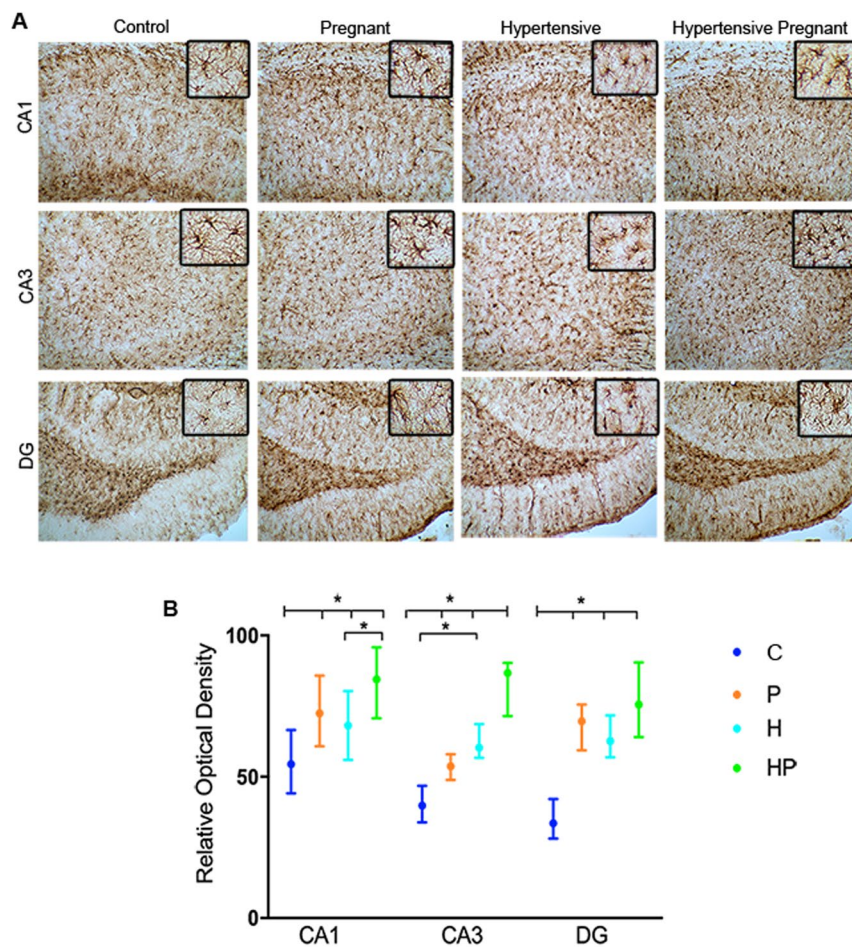 A
Control Pregnant Hypertensive Hypertensive Pregnant
CA1
CA3
DG
B
* * *
* *
Relative Optical Density
100
50
0
CA1 CA3 DG
C
P
H
HP